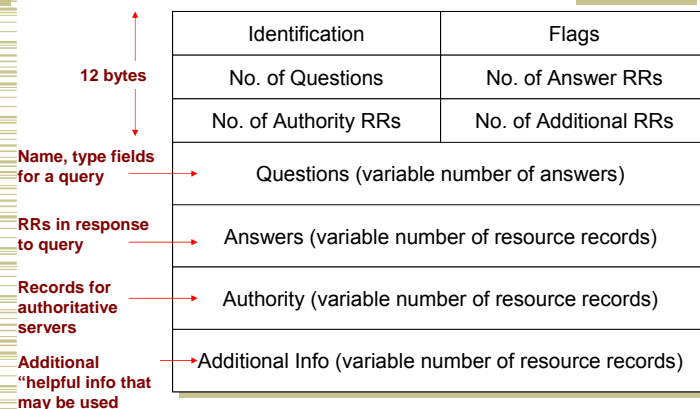 Identification Flags
12 bytes
No. of Questions No. of Answer RRs
No. of Authority RRs No. of Additional RRs
Name, type fields
for a query
Questions (variable number of answers)
RRs in response
to query
Answers (variable number of resource records)
Records for
authoritative
servers
Authority (variable number of resource records)
Additional
“helpful info that
may be used
Additional Info (variable number of resource records)